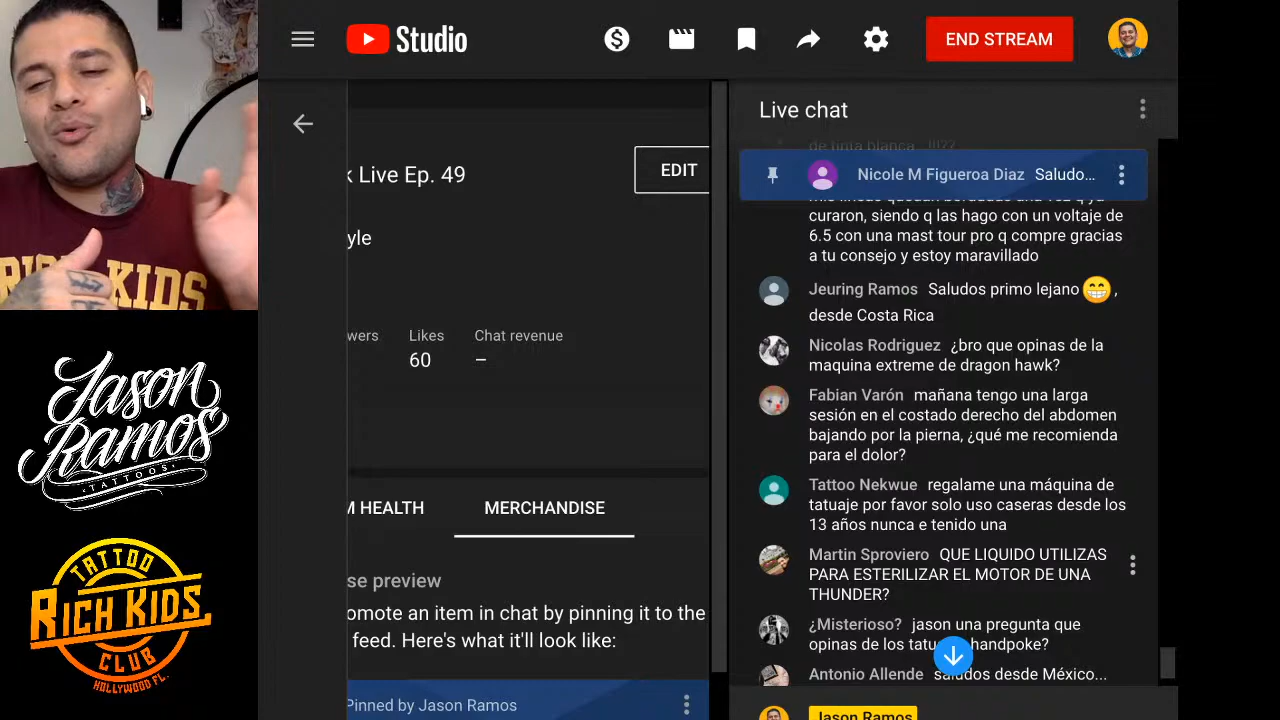 Studio
END STREAM
Live chat
de tinta blanca
Nicole M Figueroa Diaz Saludo...
k Live Ep. 49
EDIT
curaron, siendo q las hago con un voltaje de
6.5 con una mast tour pro q compre gracias
a tu consejo y estoy maravillado
yle
Jeuring Ramos Saludos primo lejano😁,
desde Costa Rica
wers
Likes
Chat revenue
60
–
Nicolas Rodriguez ¿bro que opinas de la
maquina extreme de dragon hawk?
Fabian Varón mañana tengo una larga
sesión en el costado derecho del abdomen
bajando por la pierna, ¿qué me recomienda
para el dolor?
M HEALTH
MERCHANDISE
Tattoo Nekwue regalame una máquina de
tatuaje por favor solo uso caseras desde los
13 años nunca e tenido una
Martin Sproviero QUE LIQUIDO UTILIZAS
PARA ESTERILIZAR EL MOTOR DE UNA
THUNDER?
se preview
omote an item in chat by pinning it to the
feed. Here's what it'll look like:
¿Misterioso? jason una pregunta que
opinas de los handpoke?
Antonio Allende saludos desde México...
Pinned by Jason Ramos
Jason Ramos
RICH KIDS
Jason
Ramos
TATTOOS
TATTOO
RICH KIDS
CLUB
HOLLYWOOD FL.